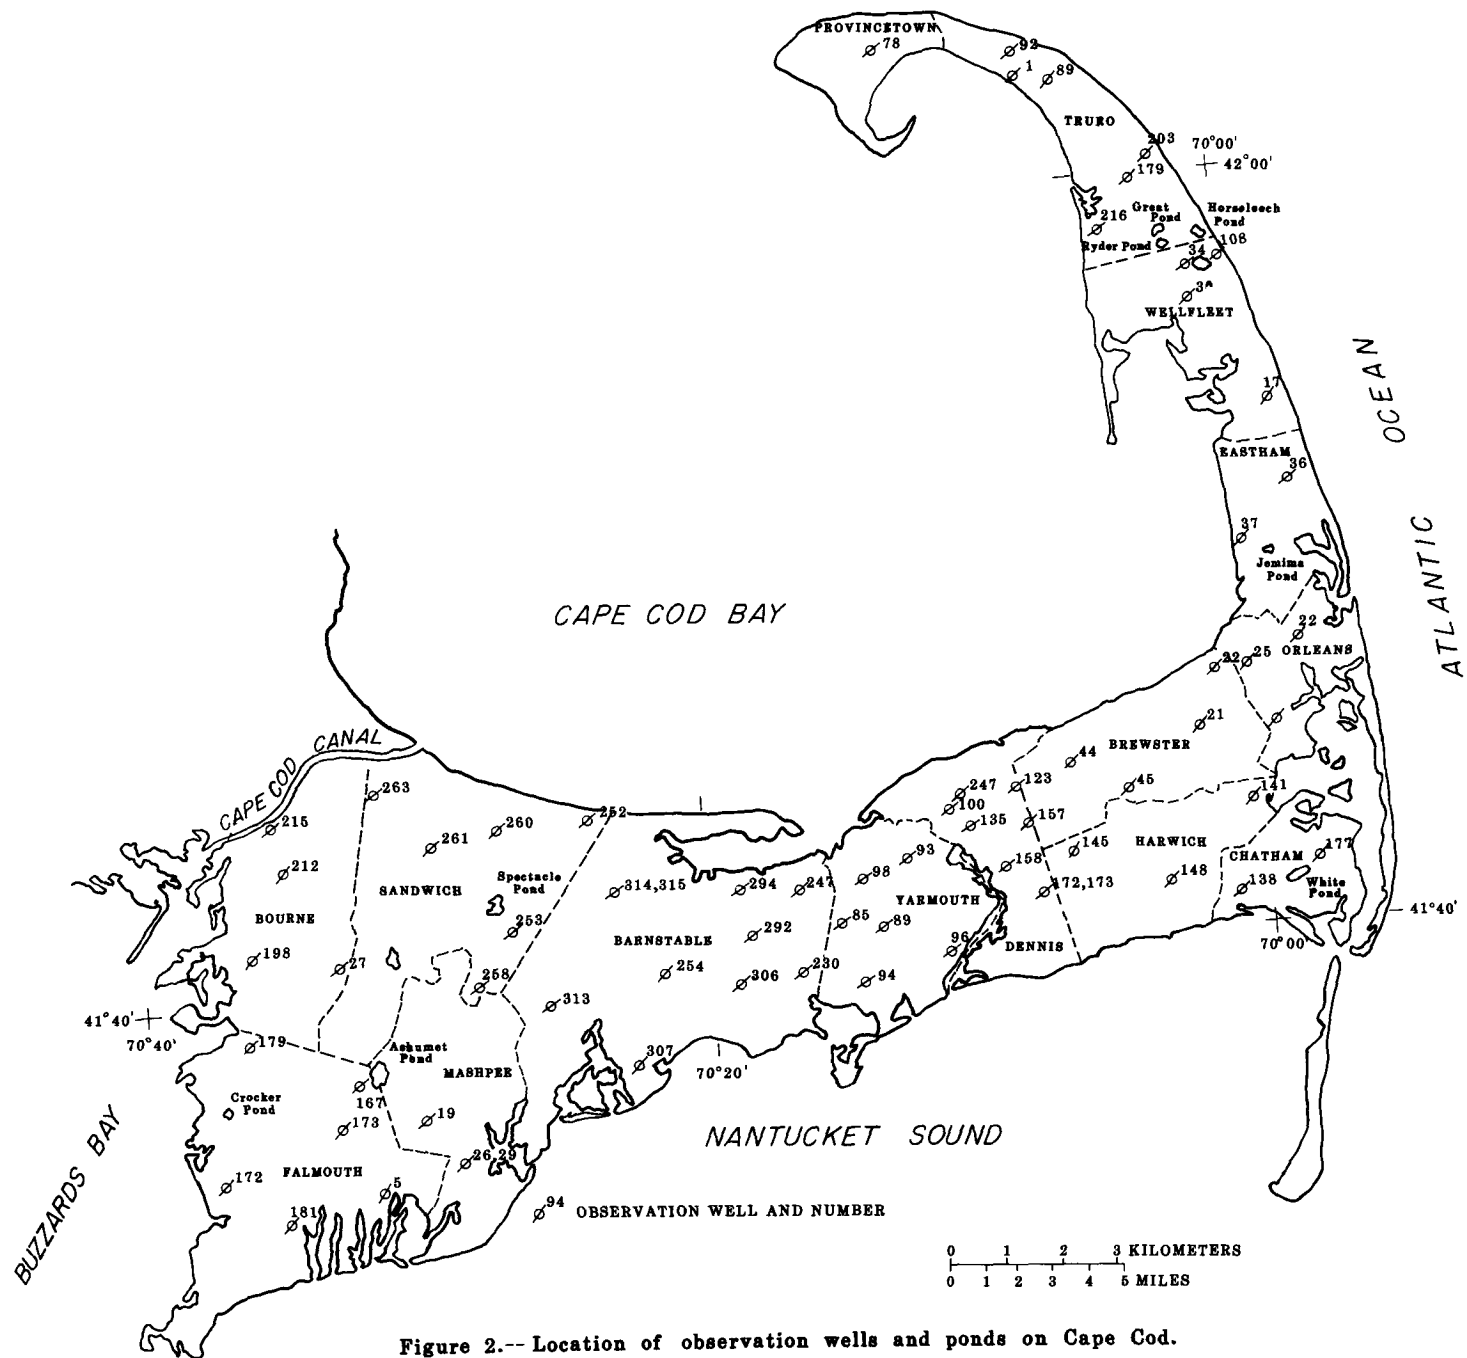 PROVINCETOWN
78
92
1
89
TRURO
203
70°00'
42°00'
179
216
Great
Pond
Horseleech
Pond
Ryder Pond
108
34
3
WELLFLEET
17
OCEAN
EASTHAM
36
37
Jemima
Pond
ATLANTIC
CAPE COD BAY
22
ORLEANS
22
25
21
BREWSTER
44
45
CAPE COD CANAL
263
215
212
261
260
252
247
100
135
123
157
141
SANDWICH
Spectacle
Pond
314,315
294
247
98
93
158
145
HARWICH
148
CHATHAM
177
138
White
Pond
172,173
YARMOUTH
BOURNE
253
BARNSTABLE
292
85
89
96
DENNIS
41°40'
70°00'
198
27
258
254
306
230
94
313
41°40'
70°40'
179
Ashumet
Pond
MASHPEE
307
70°20'
167
Crocker
Pond
173
19
NANTUCKET SOUND
BUZZARDS BAY
172
FALMOUTH
26,29
5
181
94 OBSERVATION WELL AND NUMBER
0 1 2 3 KILOMETERS
0 1 2 3 4 5 MILES
Figure 2.-- Location of observation wells and ponds on Cape Cod.